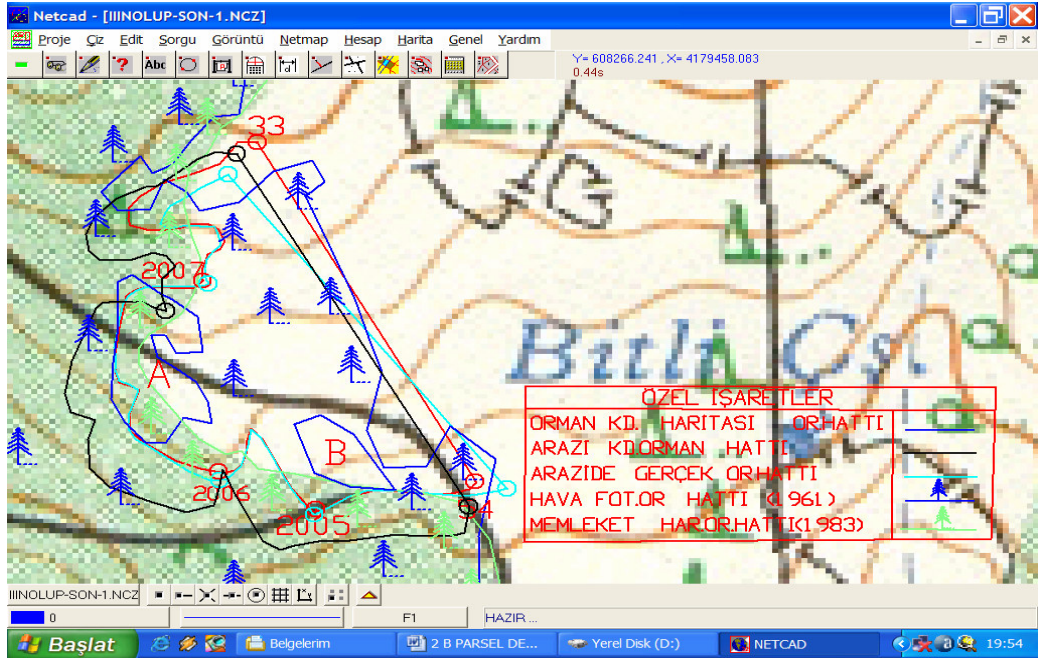 Netcad - [IIINOLUP-SON-1.NCZ]
Proje Çiz Edit Sorgu Görüntü Netmap Hesap Harita Genel Yardım
Abc
Y= 608266.241 , X= 4179458.083
0.44s
33
2007
A
B
2006
2005
4
Bitli Çşı
ÖZEL İŞARETLER
ORMAN KD. HARİTASI OR.HATTI
ARAZİ KD.ORMAN HATTI
ARAZİDE GERÇEK OR.HATTI
HAVA FOT.OR HATTI (1961)
MEMLEKET HAR.OR.HATTI(1983)
IIINOLUP-SON-1.NCZ
0 F1 HAZIR ...
Başlat Belgelerim 2 B PARSEL DE... Yerel Disk (D:) NETCAD 19:54